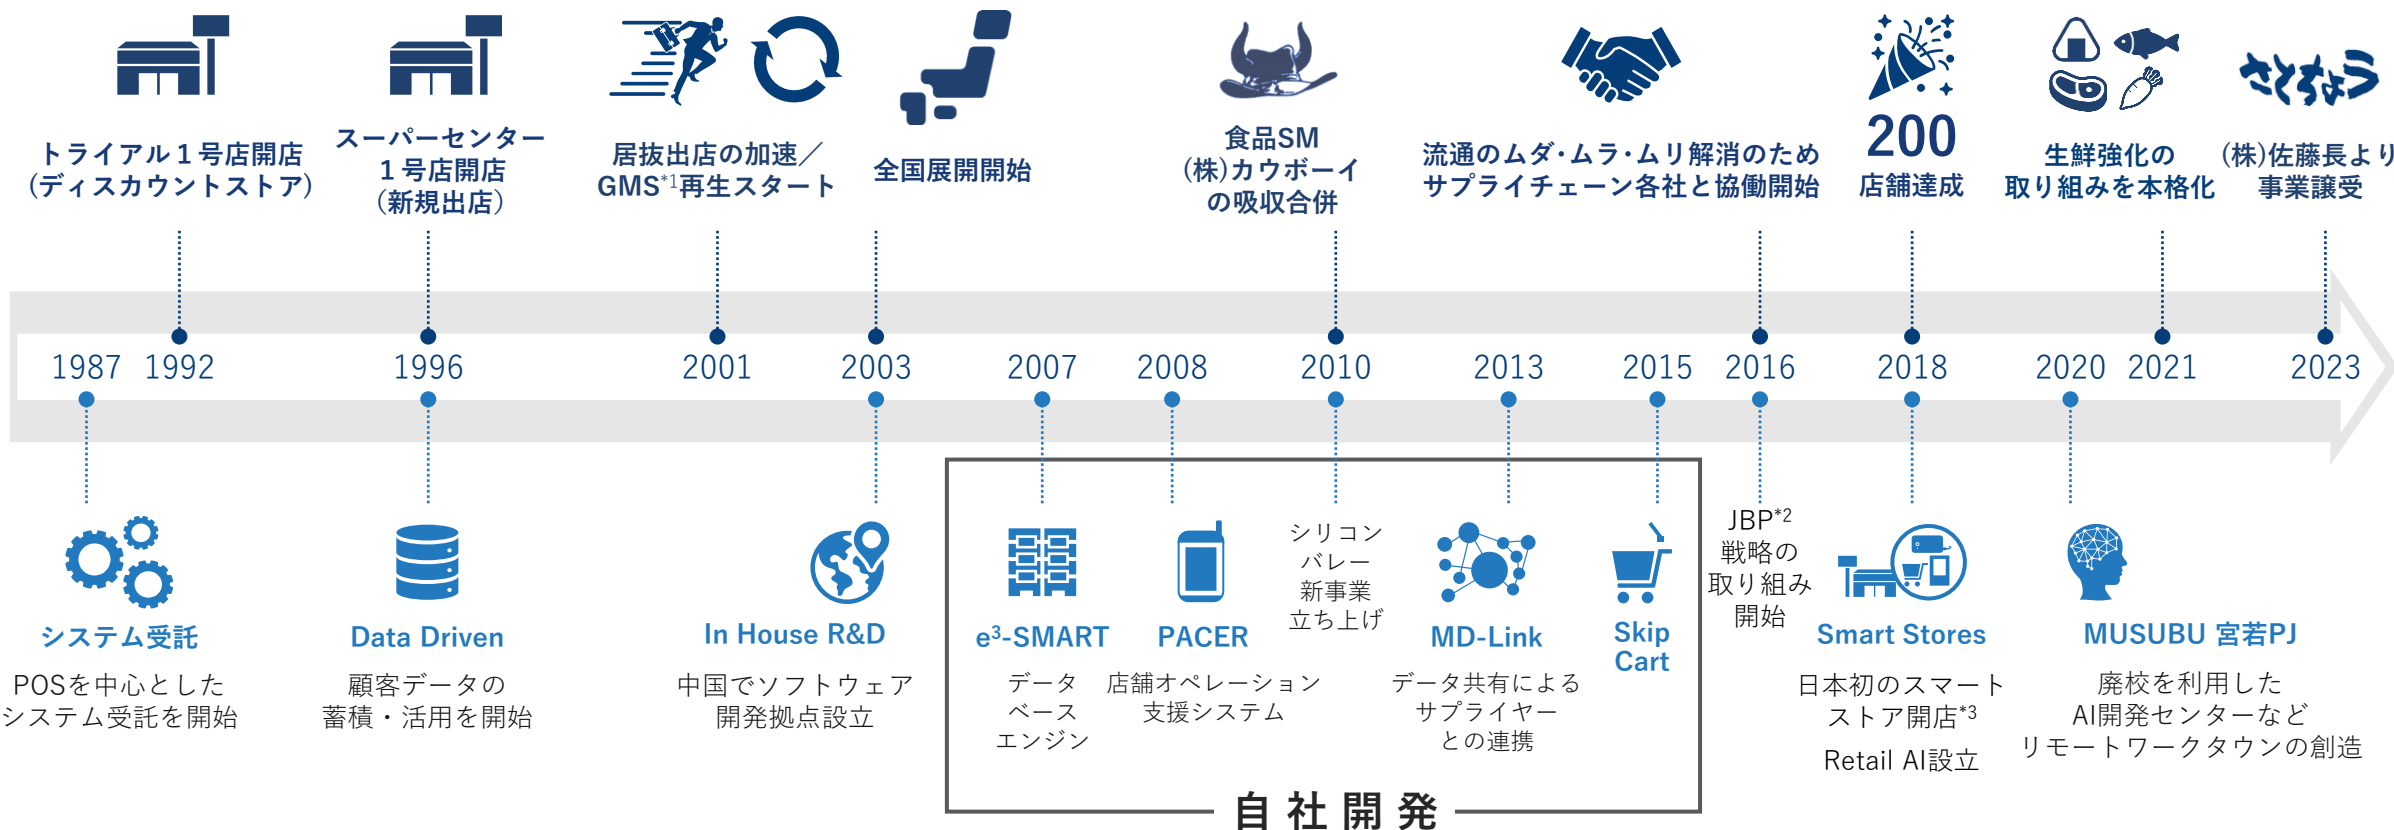 トライアル１号店開店
(ディスカウントストア)
スーパーセンター
１号店開店
(新規出店)
居抜出店の加速／
GMS*1再生スタート
全国展開開始
食品SM
(株)カウボーイ
の吸収合併
流通のムダ･ムラ･ムリ解消のため
サプライチェーン各社と協働開始
200
店舗達成
生鮮強化の
取り組みを本格化
さとちょう
(株)佐藤長より
事業譲受
1987 1992 1996 2001 2003 2007 2008 2010 2013 2015 2016 2018 2020 2021 2023
システム受託
POSを中心とした
システム受託を開始
Data Driven
顧客データの
蓄積・活用を開始
In House R&D
中国でソフトウェア
開発拠点設立
e³-SMART
データ
ベース
エンジン
PACER
店舗オペレーション
支援システム
シリコン
バレー
新事業
立ち上げ
MD-Link
データ共有による
サプライヤー
との連携
Skip
Cart
自社開発
JBP*2
戦略の
取り組み
開始
Smart Stores
日本初のスマート
ストア開店*3
Retail AI設立
MUSUBU 宮若PJ
廃校を利用した
AI開発センターなど
リモートワークタウンの創造